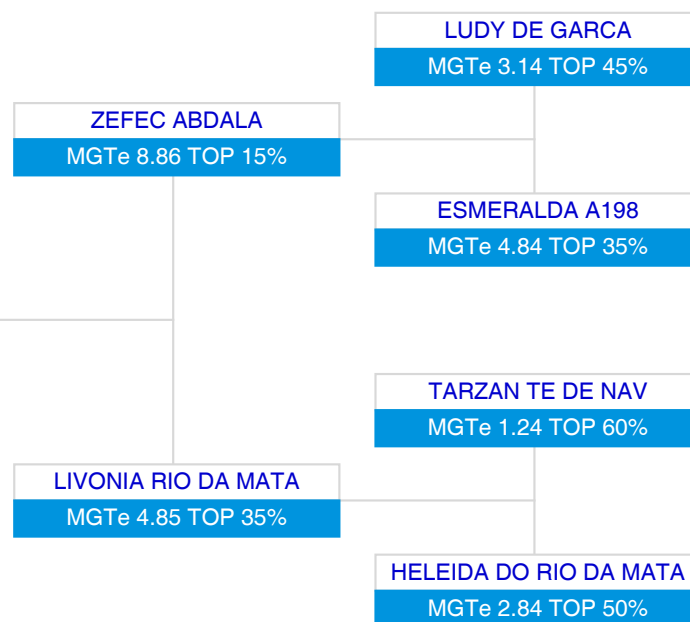 LUDY DE GARCA
MGTe 3.14 TOP 45%
ZEFEC ABDALA
MGTe 8.86 TOP 15%
ESMERALDA A198
MGTe 4.84 TOP 35%
TARZAN TE DE NAV
MGTe 1.24 TOP 60%
LIVONIA RIO DA MATA
MGTe 4.85 TOP 35%
HELEIDA DO RIO DA MATA
MGTe 2.84 TOP 50%